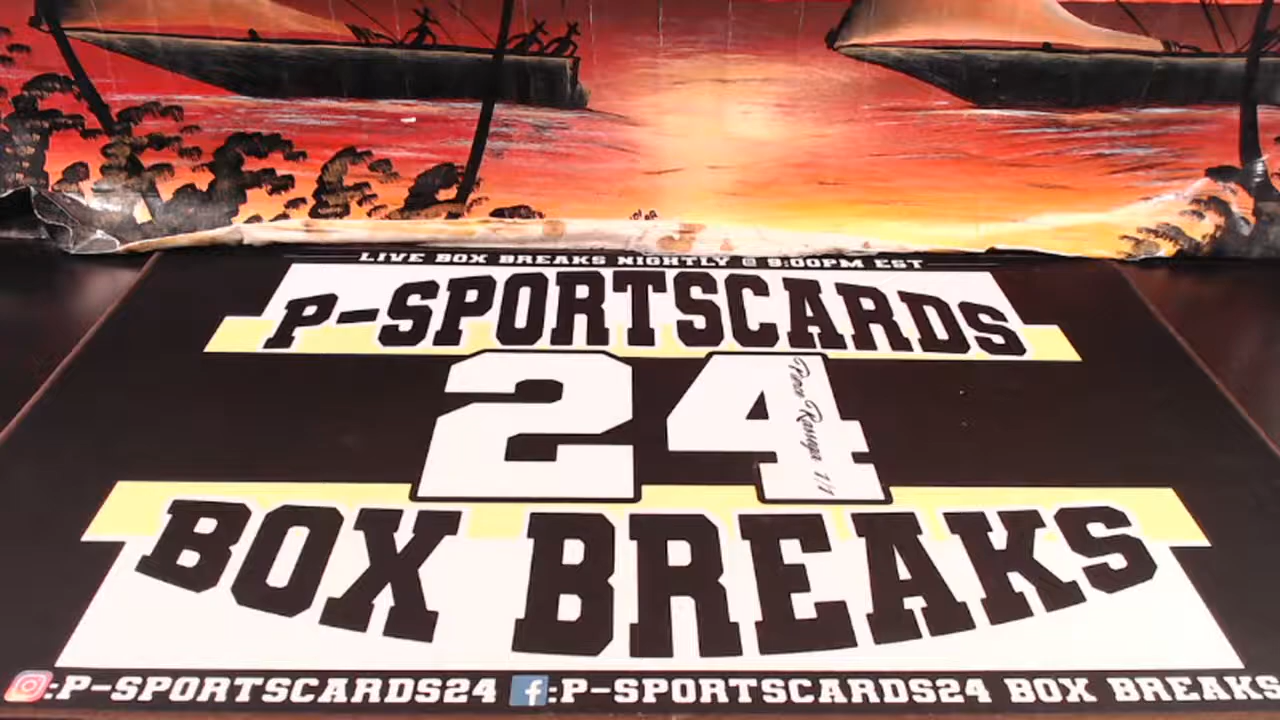 LIVE BOX BREAKS NIGHTLY @ 9:00PM EST
P-SPORTSCARDS
24
BOX BREAKS
:P-SPORTSCARDS24 :P-SPORTSCARDS24 BOX BREAKS